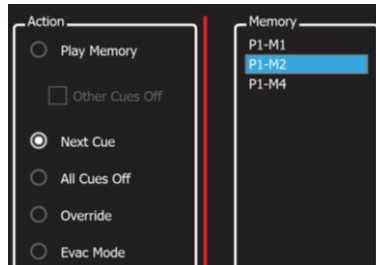 Action
Play Memory
Other Cues Off
Next Cue
All Cues Off
Override
Evac Mode
Memory
P1-M1
P1-M2
P1-M4